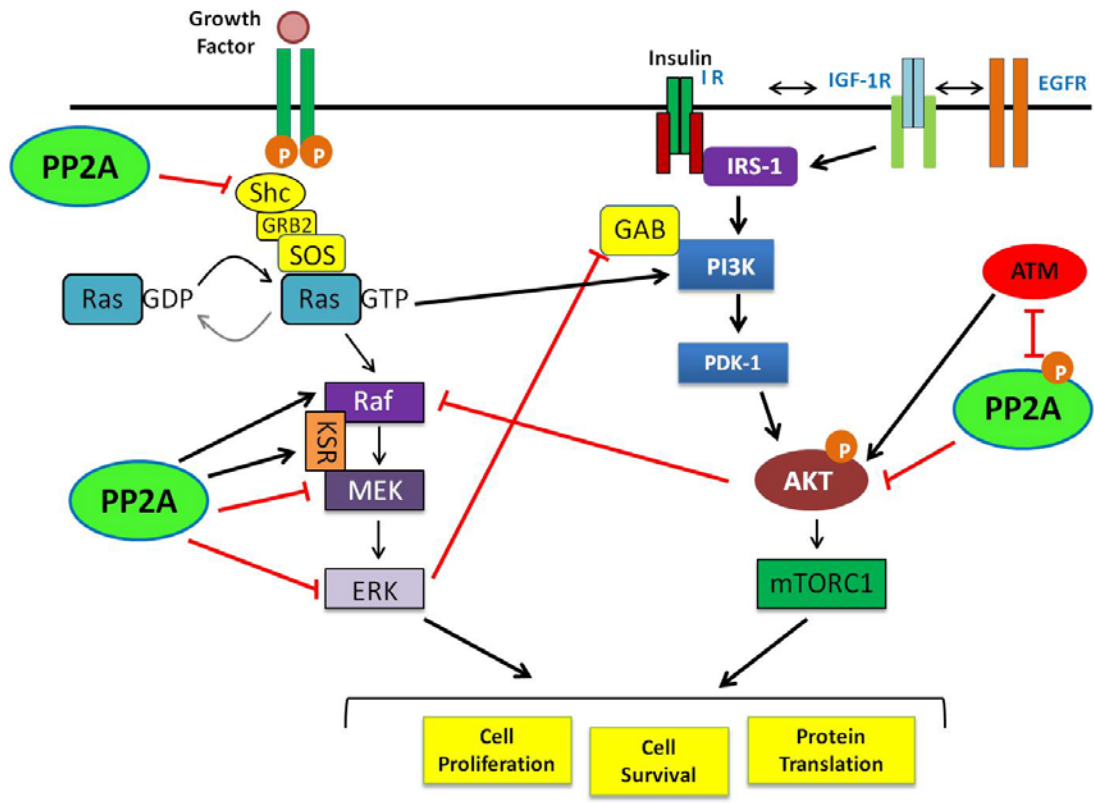 Growth
Factor
Insulin
I R
IGF-1R
EGFR
PP2A
P
P
Shc
GRB2
SOS
IRS-1
GAB
PI3K
ATM
Ras
GDP
Ras
GTP
PDK-1
P
PP2A
Raf
KSR
MEK
PP2A
P
AKT
ERK
mTORC1
Cell
Proliferation
Cell
Survival
Protein
Translation